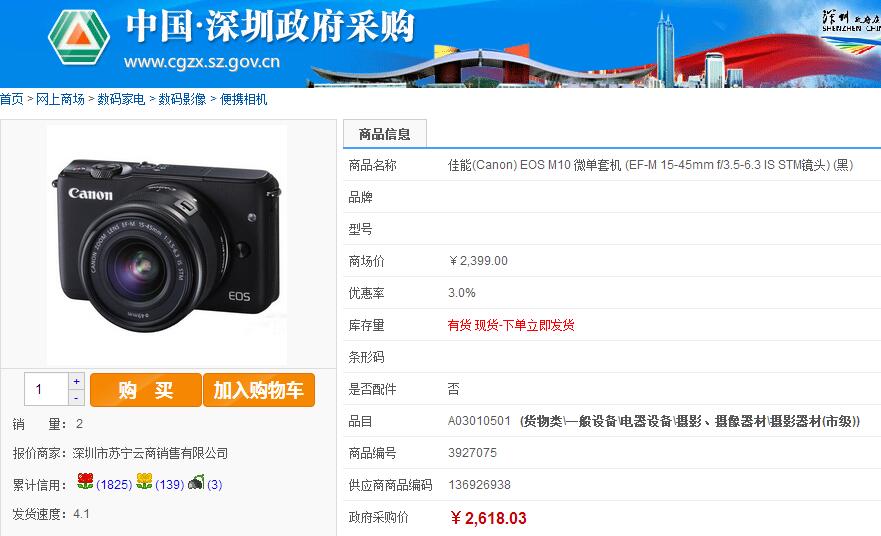 中国·深圳政府采购
www.cgzx.sz.gov.cn
深圳 政府在
SHENZHEN CHIN
首页 > 网上商场 > 数码家电 > 数码影像 > 便携相机
商品信息
商品名称 佳能(Canon) EOS M10 微单套机 (EF-M 15-45mm f/3.5-6.3 IS STM镜头) (黑)
品牌
型号
商场价 ￥2,399.00
优惠率 3.0%
库存量 有货 现货-下单立即发货
条形码
是否配件 否
品目 A03010501 (货物类\一般设备\电器设备\摄影、摄像器材\摄影器材(市级))
商品编号 3927075
供应商商品编码 136926938
政府采购价 ￥2,618.03
Canon
CANON ZOOM LENS EF-M 15-45mm 1:3.5-6.3 IS STM
ø49mm
EOS
1 + -
购 买 加入购物车
销 量： 2
报价商家： 深圳市苏宁云商销售有限公司
累计信用： (1825) (139) (3)
发货速度： 4.1